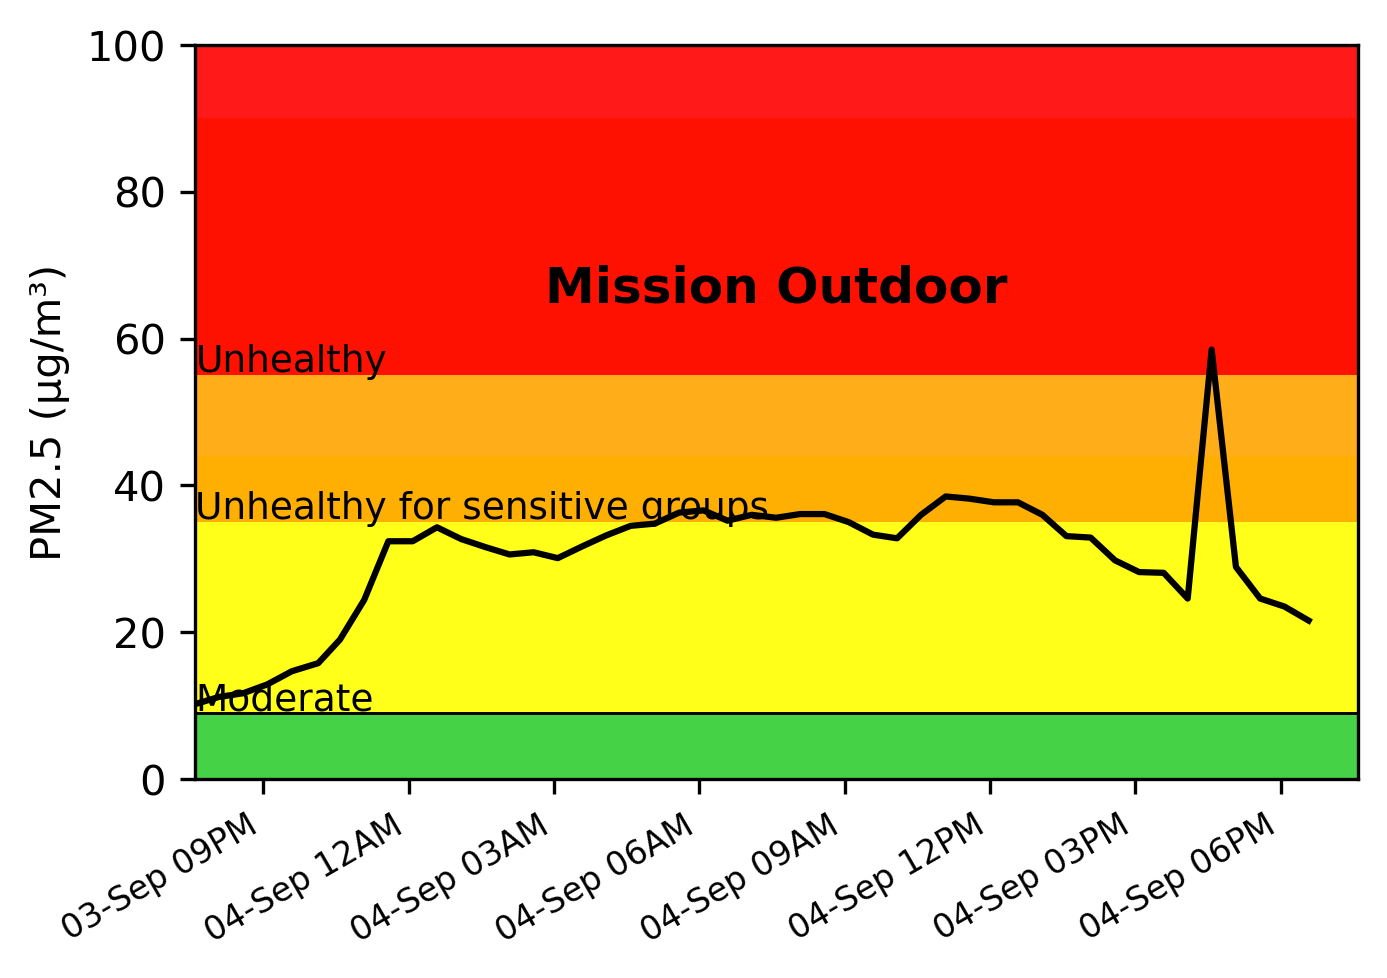 100
80
60
40
20
0
PM2.5 (µg/m³)
Mission Outdoor
Unhealthy
Unhealthy for sensitive groups
Moderate
03-Sep 09PM
04-Sep 12AM
04-Sep 03AM
04-Sep 06AM
04-Sep 09AM
04-Sep 12PM
04-Sep 03PM
04-Sep 06PM